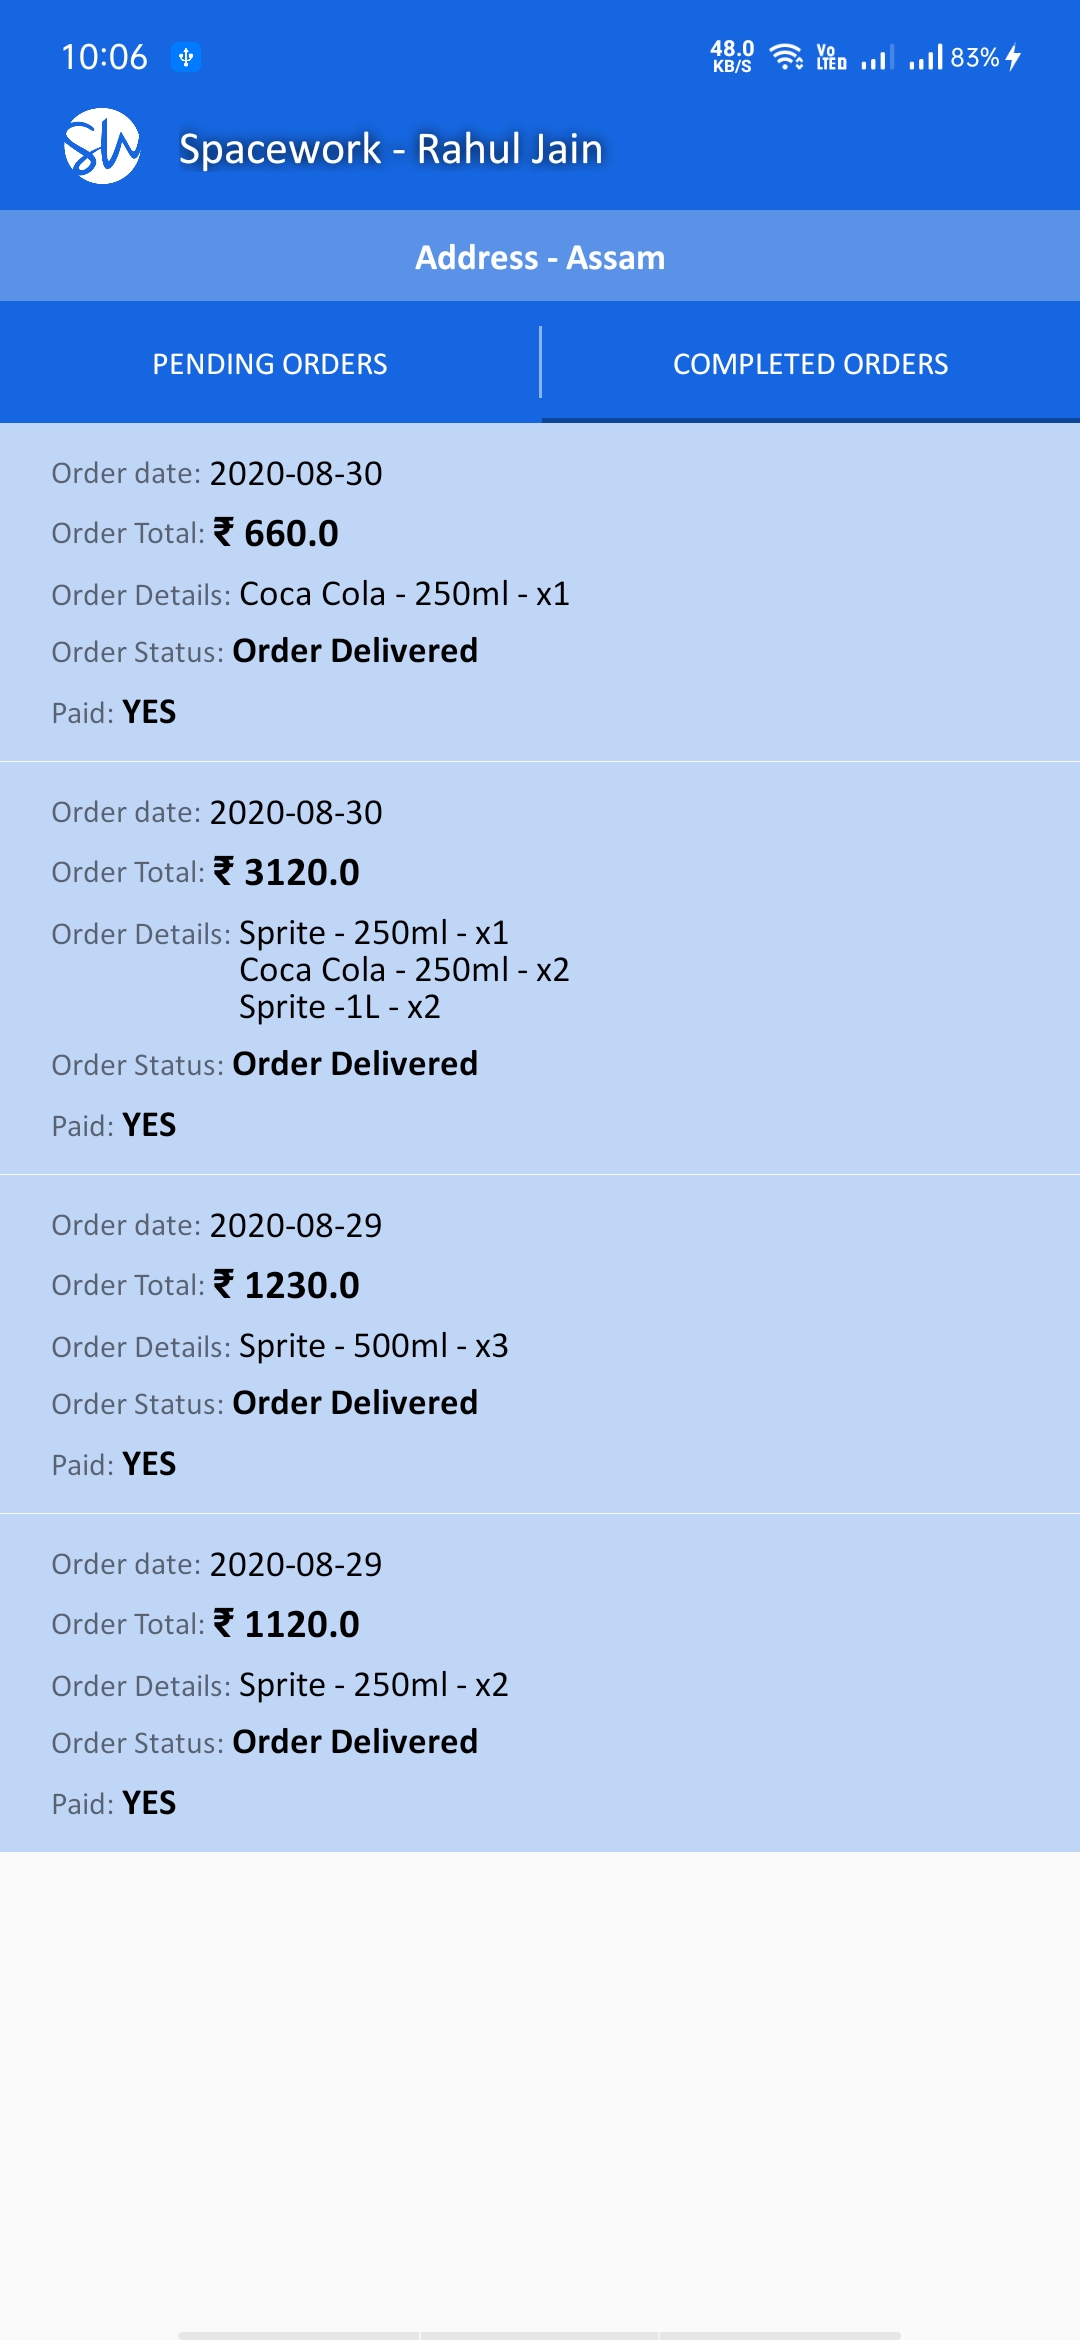 10:06
48.0 KB/S Vo LTED 83%
SW
Spacework - Rahul Jain
Address - Assam
PENDING ORDERS
COMPLETED ORDERS
Order date: 2020-08-30
Order Total: ₹ 660.0
Order Details: Coca Cola - 250ml - x1
Order Status: Order Delivered
Paid: YES
Order date: 2020-08-30
Order Total: ₹ 3120.0
Order Details: Sprite - 250ml - x1
Coca Cola - 250ml - x2
Sprite -1L - x2
Order Status: Order Delivered
Paid: YES
Order date: 2020-08-29
Order Total: ₹ 1230.0
Order Details: Sprite - 500ml - x3
Order Status: Order Delivered
Paid: YES
Order date: 2020-08-29
Order Total: ₹ 1120.0
Order Details: Sprite - 250ml - x2
Order Status: Order Delivered
Paid: YES